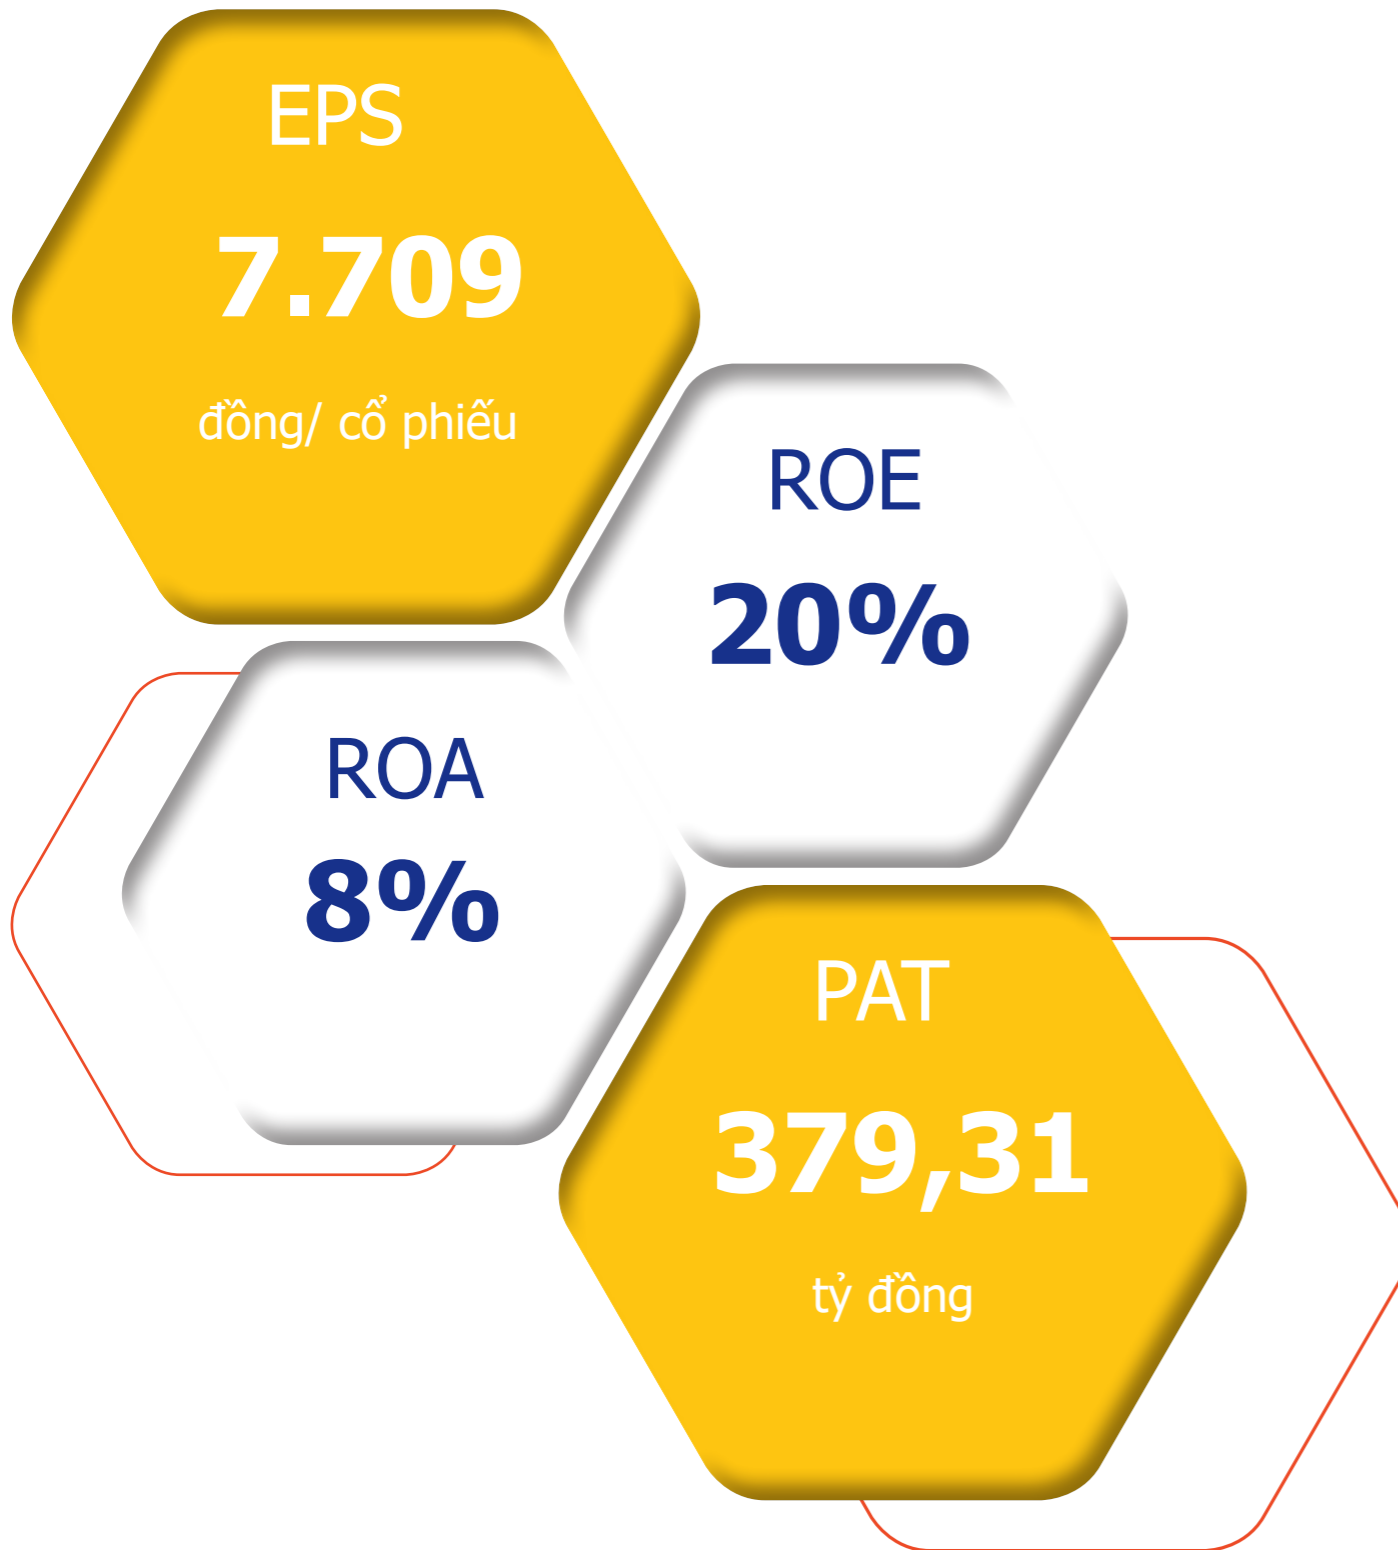 EPS
7.709
đồng/ cổ phiếu
ROE
20%
ROA
8%
PAT
379,31
tỷ đồng